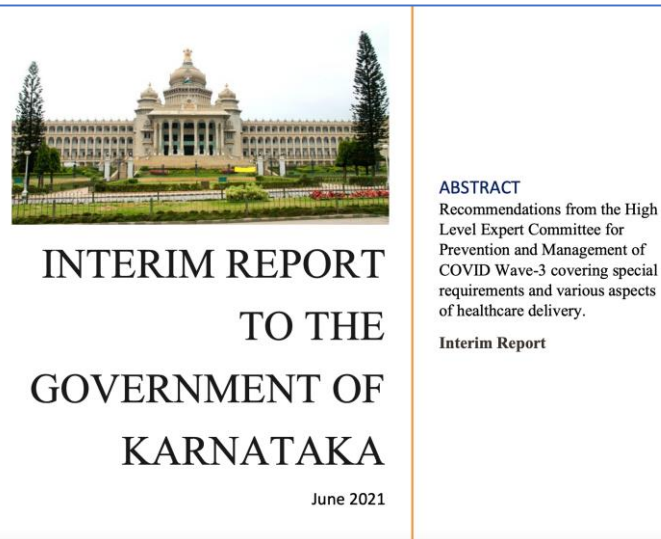 INTERIM REPORT
TO THE
GOVERNMENT OF
KARNATAKA
June 2021
ABSTRACT
Recommendations from the High
Level Expert Committee for
Prevention and Management of
COVID Wave-3 covering special
requirements and various aspects
of healthcare delivery.
Interim Report